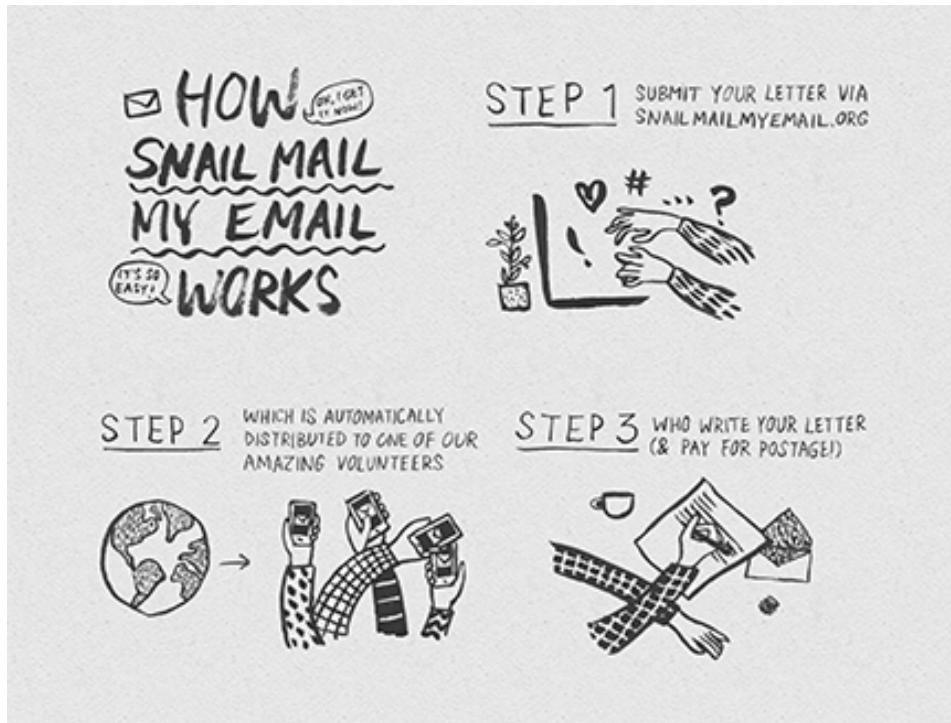 HOW
OK, I GET
IT NOW!
SNAIL MAIL
MY EMAIL
IT'S SO
EASY!
WORKS
STEP 1
SUBMIT YOUR LETTER VIA
SNAILMAILMYEMAIL.ORG
# ... ?
!
STEP 2
WHICH IS AUTOMATICALLY
DISTRIBUTED TO ONE OF OUR
AMAZING VOLUNTEERS
STEP 3
WHO WRITE YOUR LETTER
(& PAY FOR POSTAGE!)